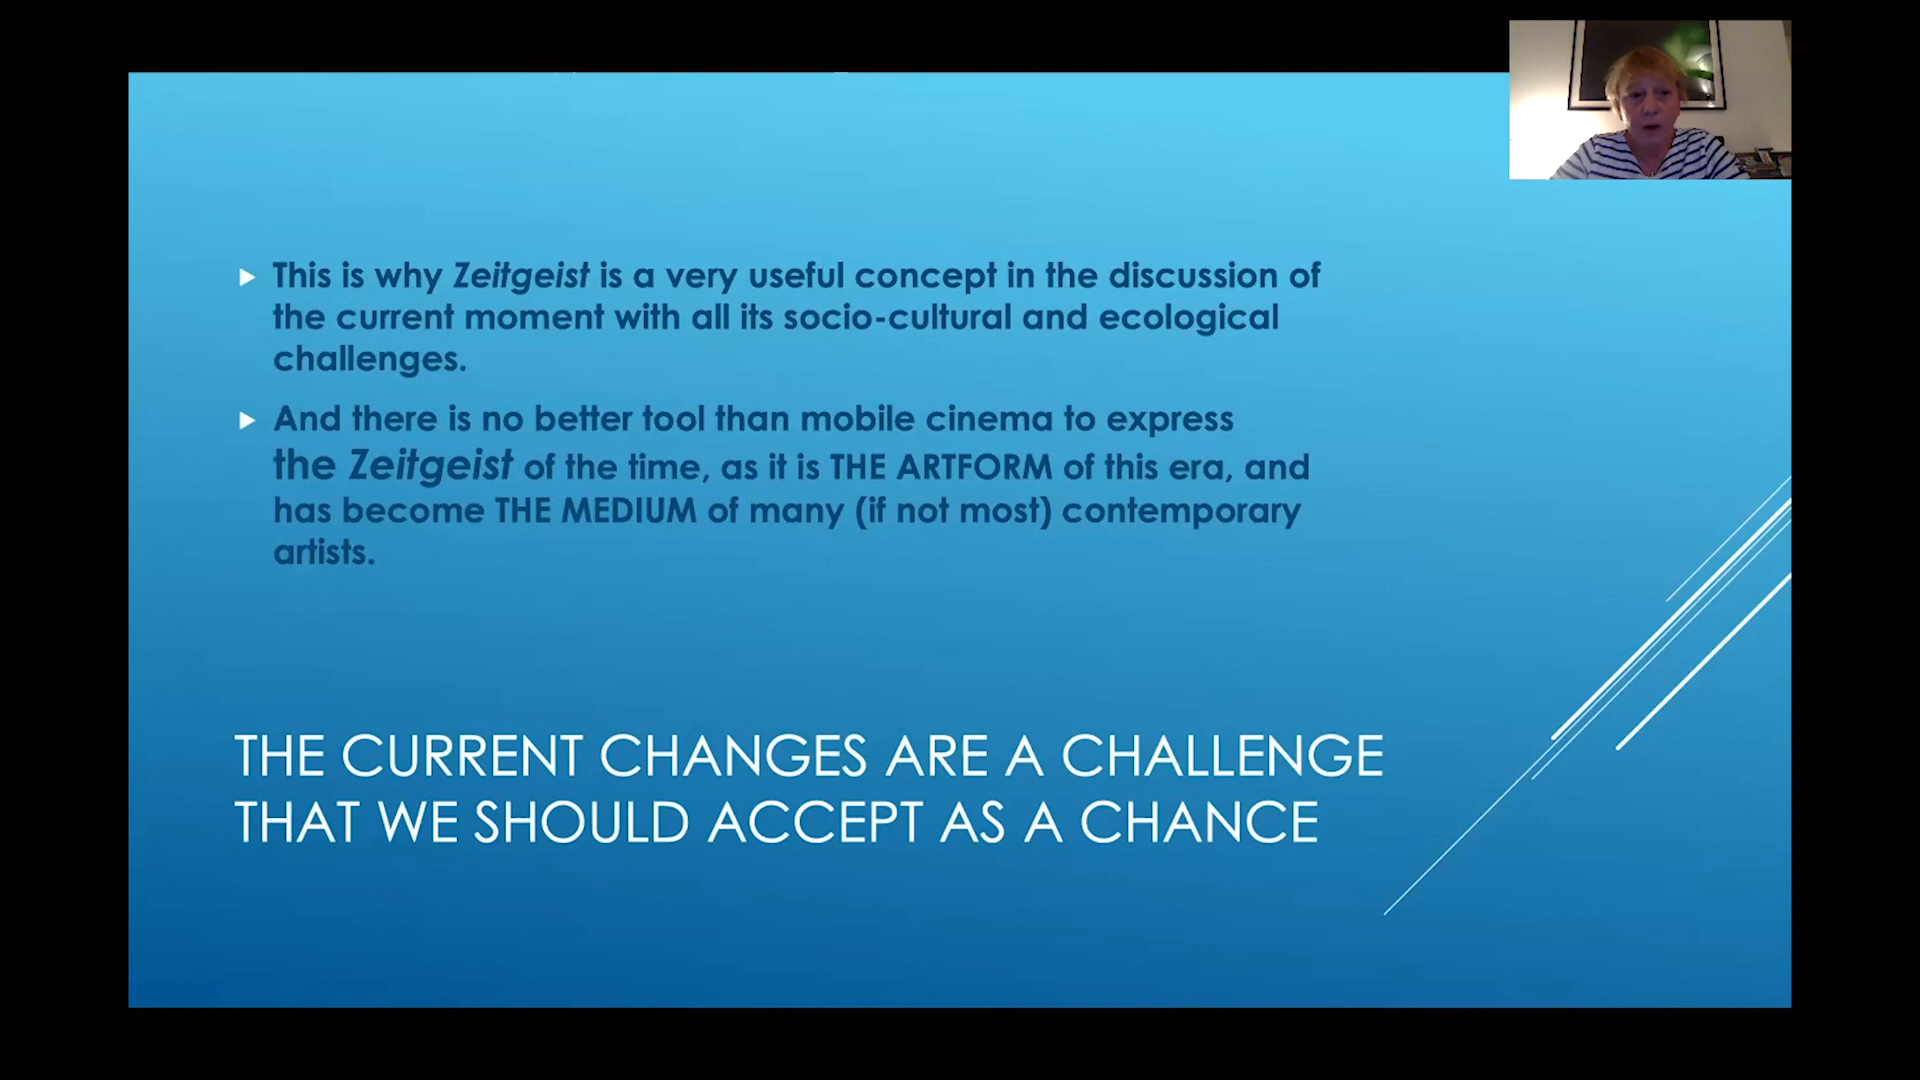 This is why Zeitgeist is a very useful concept in the discussion of
the current moment with all its socio-cultural and ecological
challenges.
And there is no better tool than mobile cinema to express
the Zeitgeist of the time, as it is THE ARTFORM of this era, and
has become THE MEDIUM of many (if not most) contemporary
artists.
THE CURRENT CHANGES ARE A CHALLENGE
THAT WE SHOULD ACCEPT AS A CHANCE